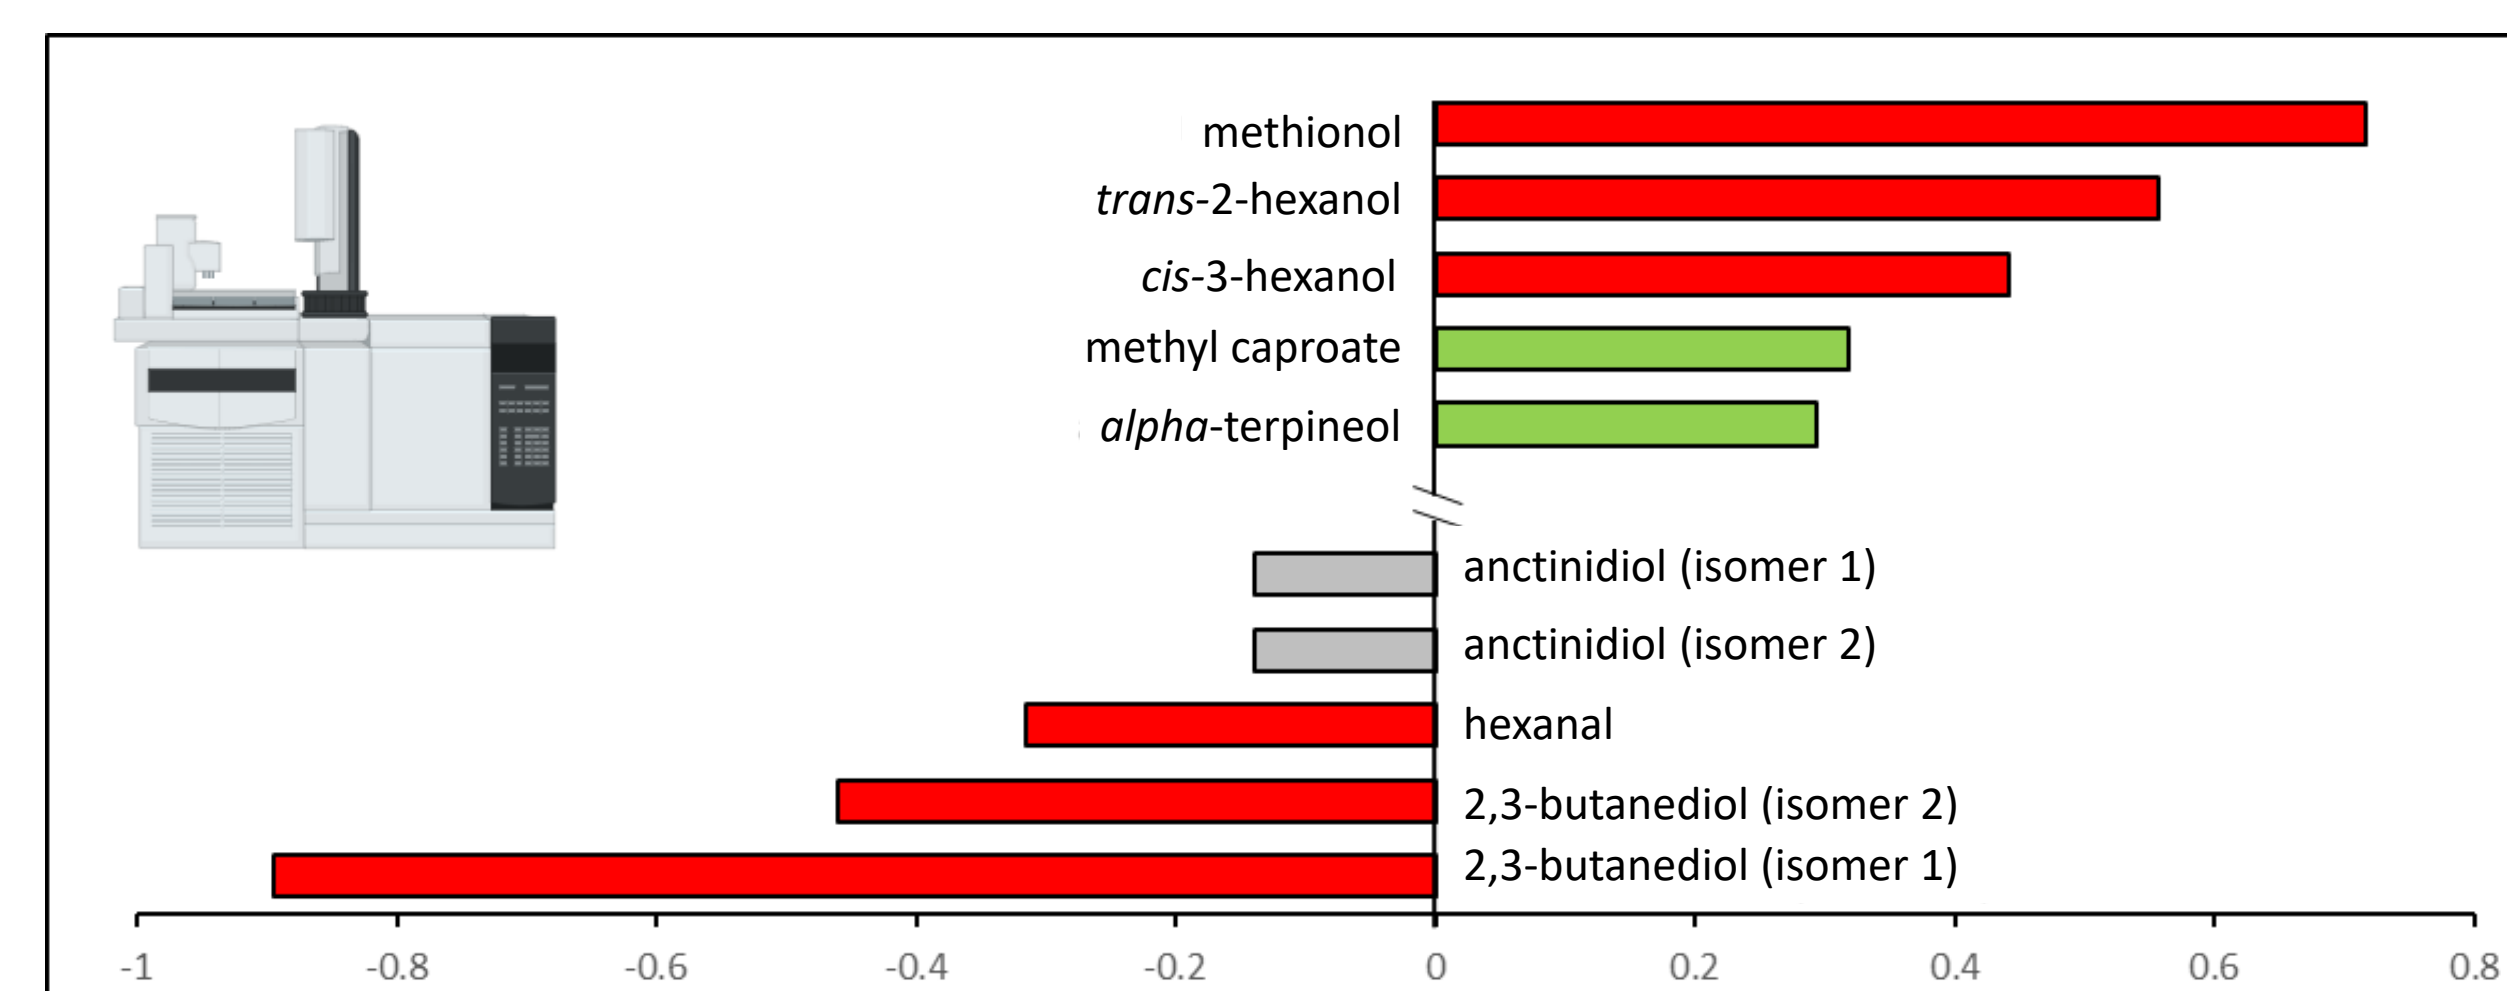 methionol
trans-2-hexanol
cis-3-hexanol
methyl caproate
alpha-terpineol
anctinidiol (isomer 1)
anctinidiol (isomer 2)
hexanal
2,3-butanediol (isomer 2)
2,3-butanediol (isomer 1)
-1 -0.8 -0.6 -0.4 -0.2 0 0.2 0.4 0.6 0.8